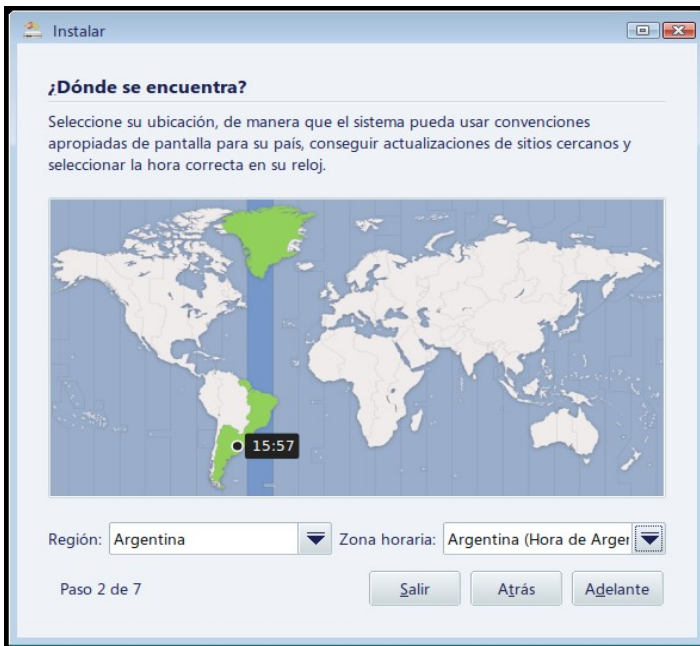 Instalar
¿Dónde se encuentra?
Seleccione su ubicación, de manera que el sistema pueda usar convenciones
apropiadas de pantalla para su país, conseguir actualizaciones de sitios cercanos y
seleccionar la hora correcta en su reloj.
15:57
Región: Argentina Zona horaria: Argentina (Hora de Arger
Paso 2 de 7 Salir Atrás Adelante